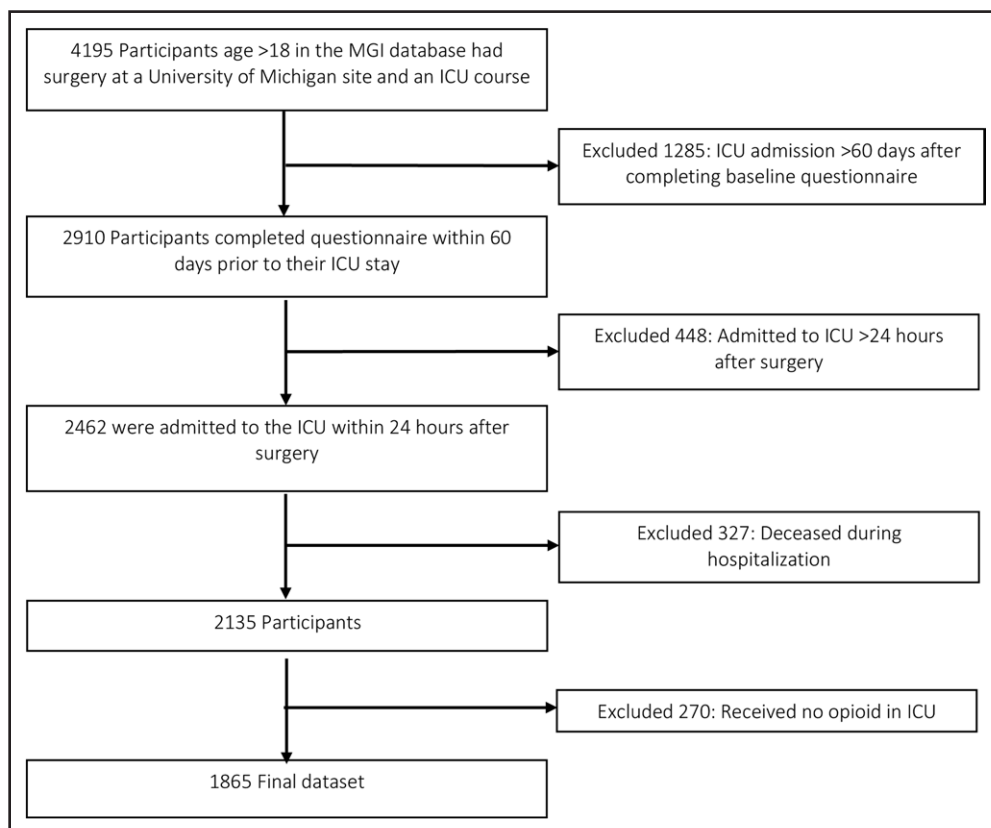 4195 Participants age >18 in the MGI database had
surgery at a University of Michigan site and an ICU course
Excluded 1285: ICU admission >60 days after
completing baseline questionnaire
2910 Participants completed questionnaire within 60
days prior to their ICU stay
Excluded 448: Admitted to ICU >24 hours
after surgery
2462 were admitted to the ICU within 24 hours after
surgery
Excluded 327: Deceased during
hospitalization
2135 Participants
Excluded 270: Received no opioid in ICU
1865 Final dataset